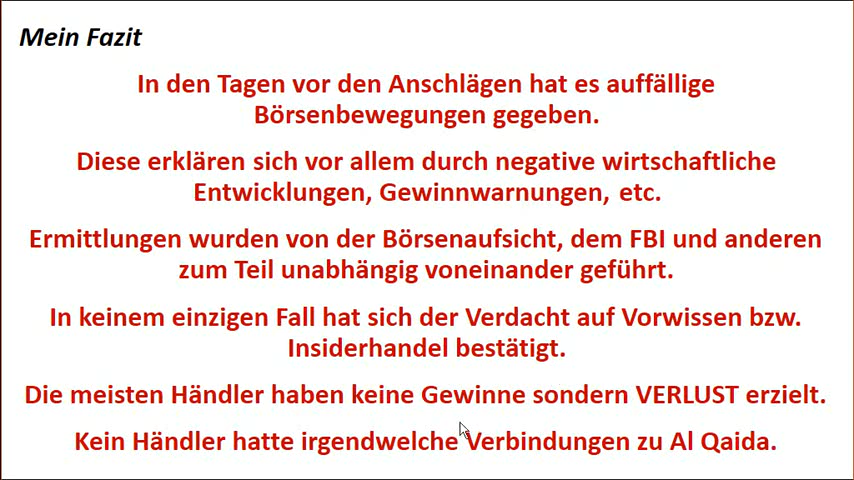 Mein Fazit
In den Tagen vor den Anschlägen hat es auffällige
Börsenbewegungen gegeben.
Diese erklären sich vor allem durch negative wirtschaftliche
Entwicklungen, Gewinnwarnungen, etc.
Ermittlungen wurden von der Börsenaufsicht, dem FBI und anderen
zum Teil unabhängig voneinander geführt.
In keinem einzigen Fall hat sich der Verdacht auf Vorwissen bzw.
Insiderhandel bestätigt.
Die meisten Händler haben keine Gewinne sondern VERLUST erzielt.
Kein Händler hatte irgendwelche Verbindungen zu Al Qaida.